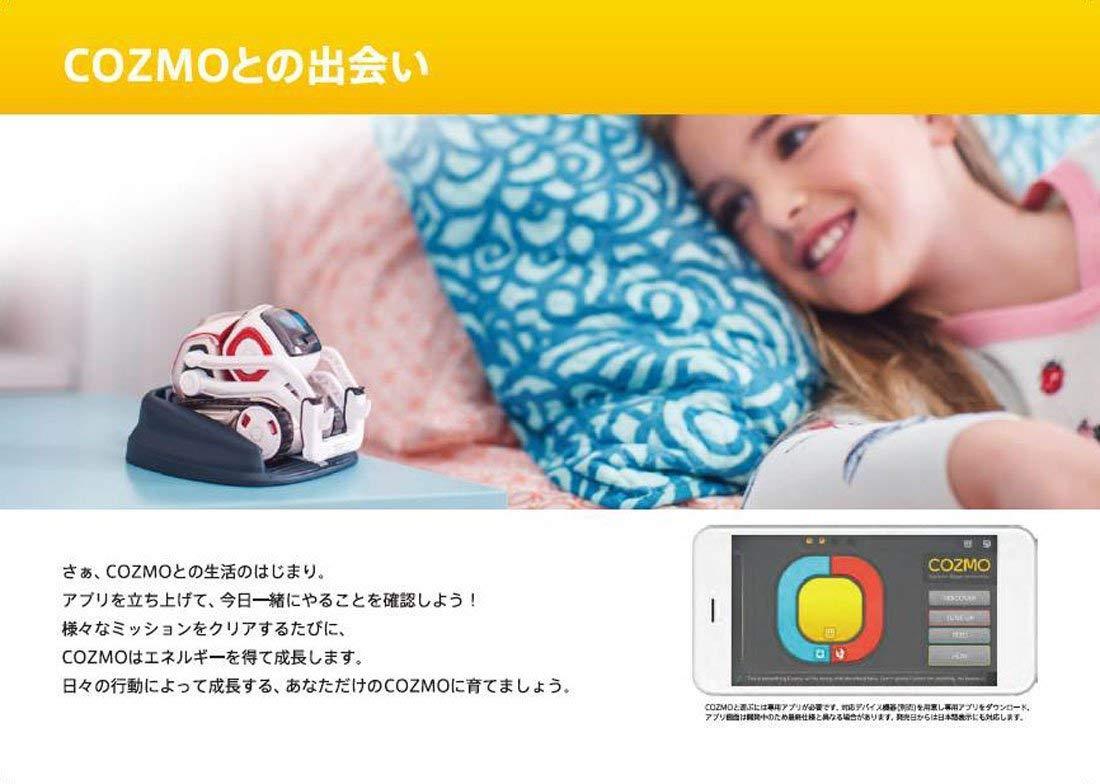 COZMOとの出会い
さぁ、COZMOとの生活のはじまり。
アプリを立ち上げて、今日一緒にやることを確認しよう！
様々なミッションをクリアするたびに、
COZMOはエネルギーを得て成長します。
日々の行動によって成長する、あなただけのCOZMOに育てましょう。
COZMO
DISCOVER
TUNE UP
FEED
PLAY
COZMOと遊ぶには専用アプリが必要です。対応デバイス機器(別売)を用意し専用アプリをダウンロード。
アプリ画面は開発中のため最終仕様と異なる場合があります。発売日からは日本語表示にも対応します。